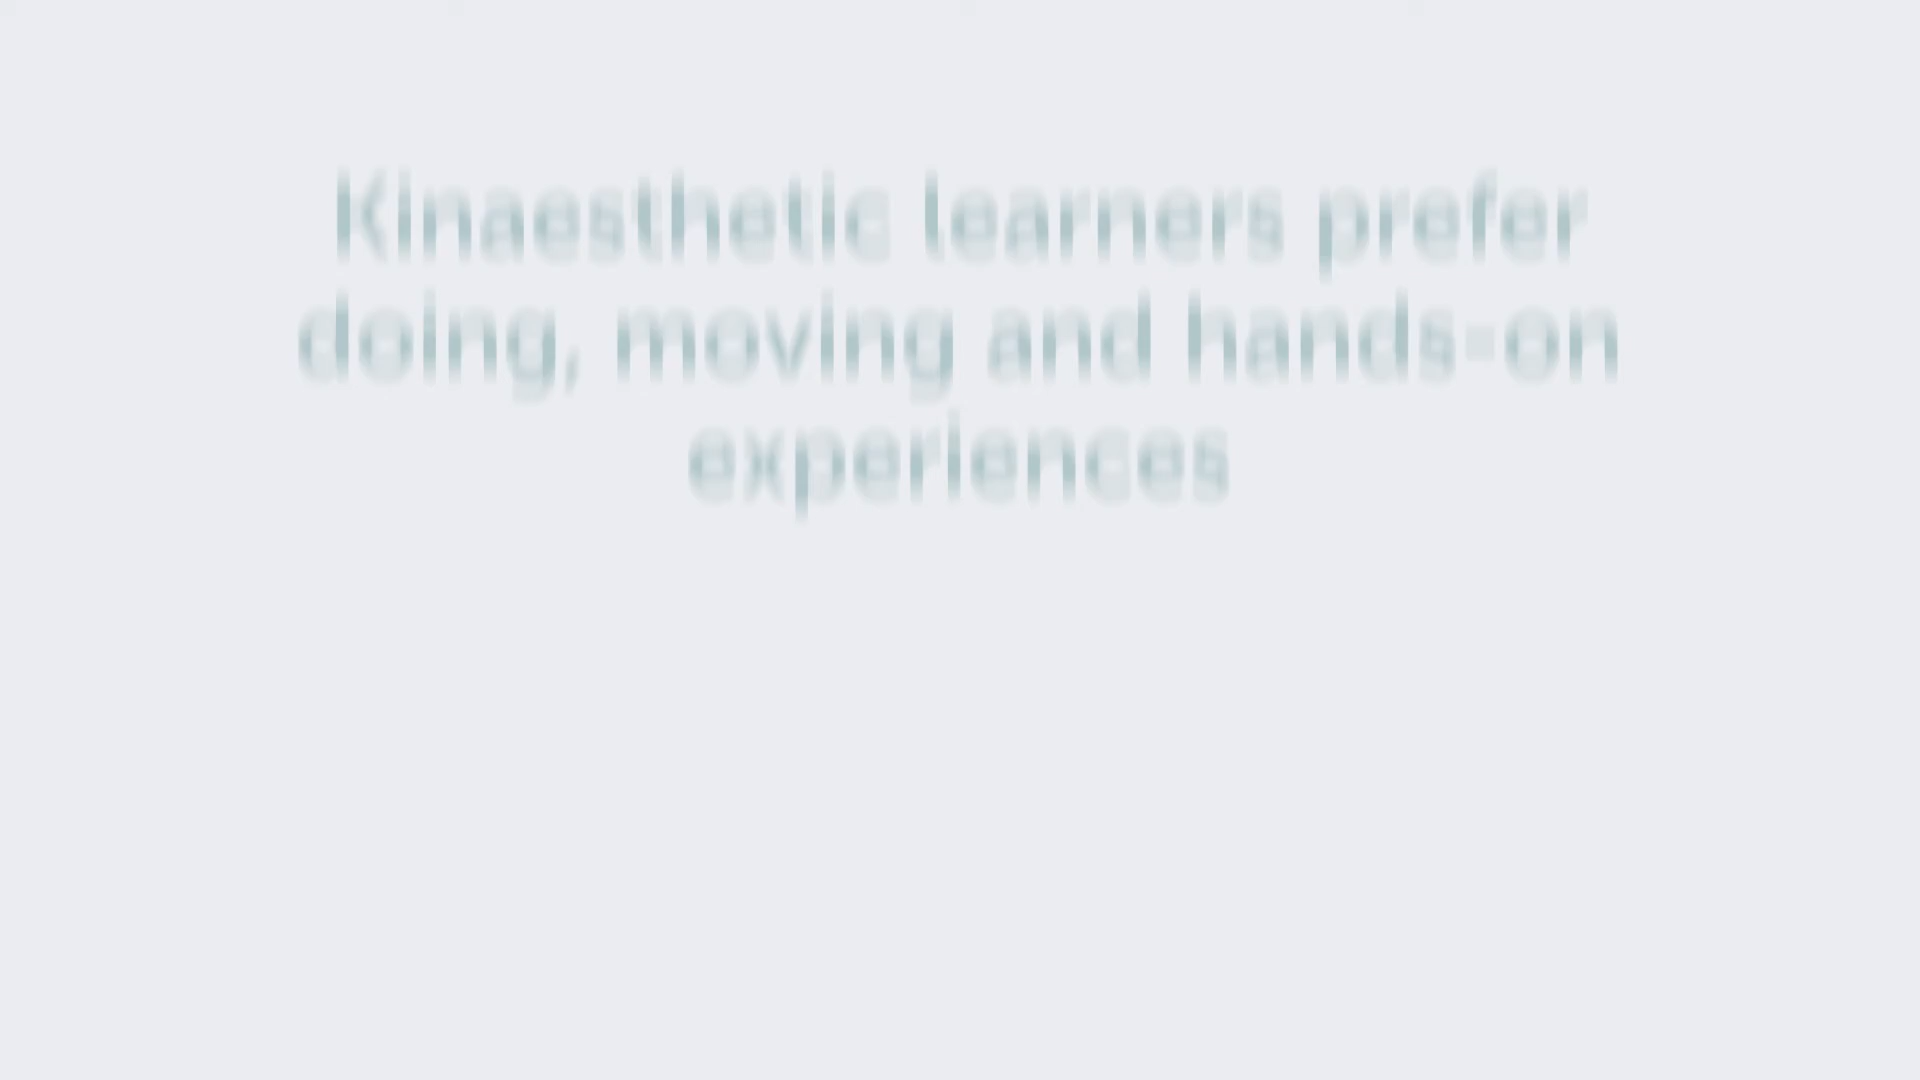 Kinaesthetic learners prefer
doing, moving and hands-on
experiences